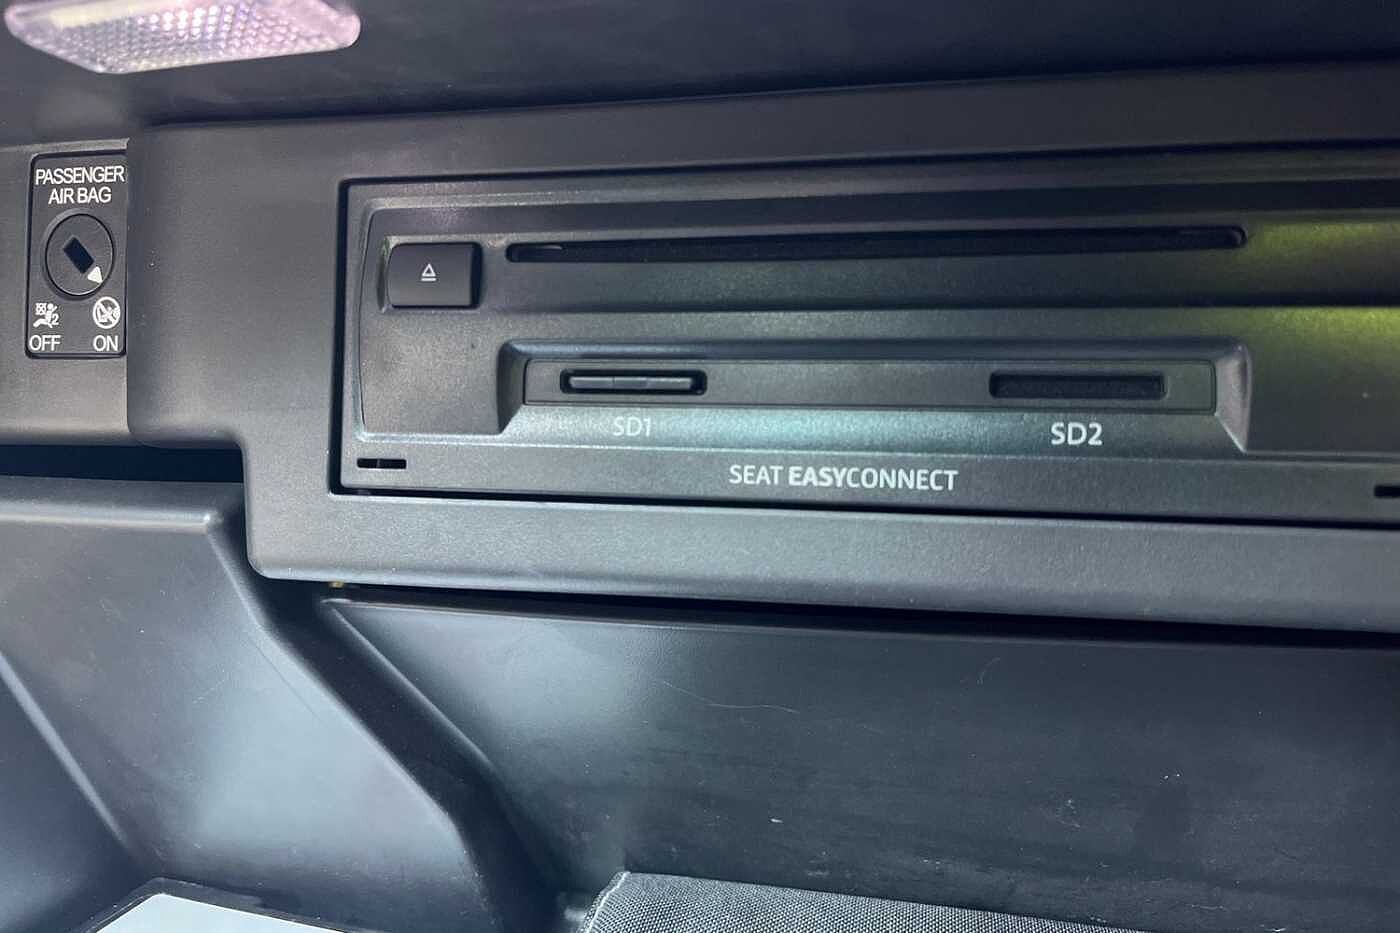 PASSENGER
AIR BAG
OFF ON
SD1 SD2
SEAT EASYCONNECT